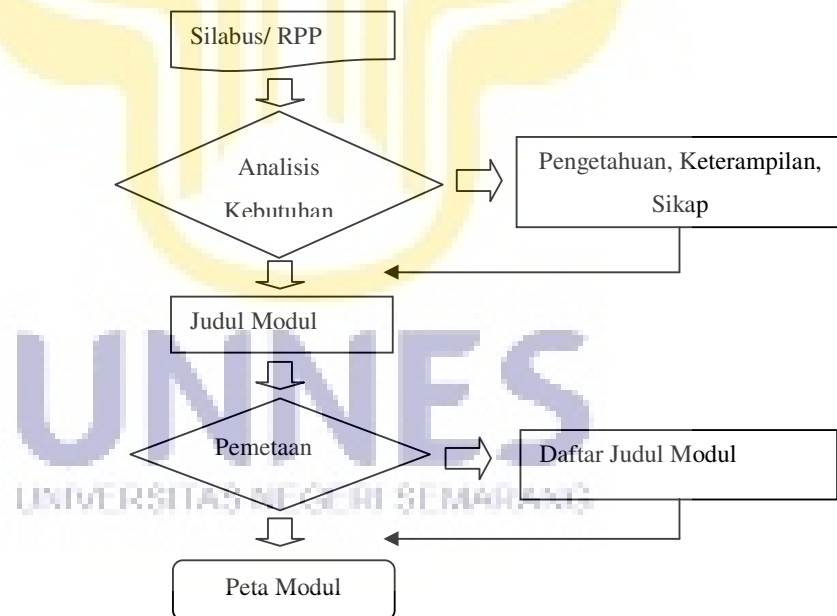 Silabus/ RPP
Analisis
Kebutuhan
Pengetahuan, Keterampilan,
Sikap
Judul Modul
Pemetaan
Daftar Judul Modul
Peta Modul
UNNES
UNIVERSITAS NEGERI SEMARANG